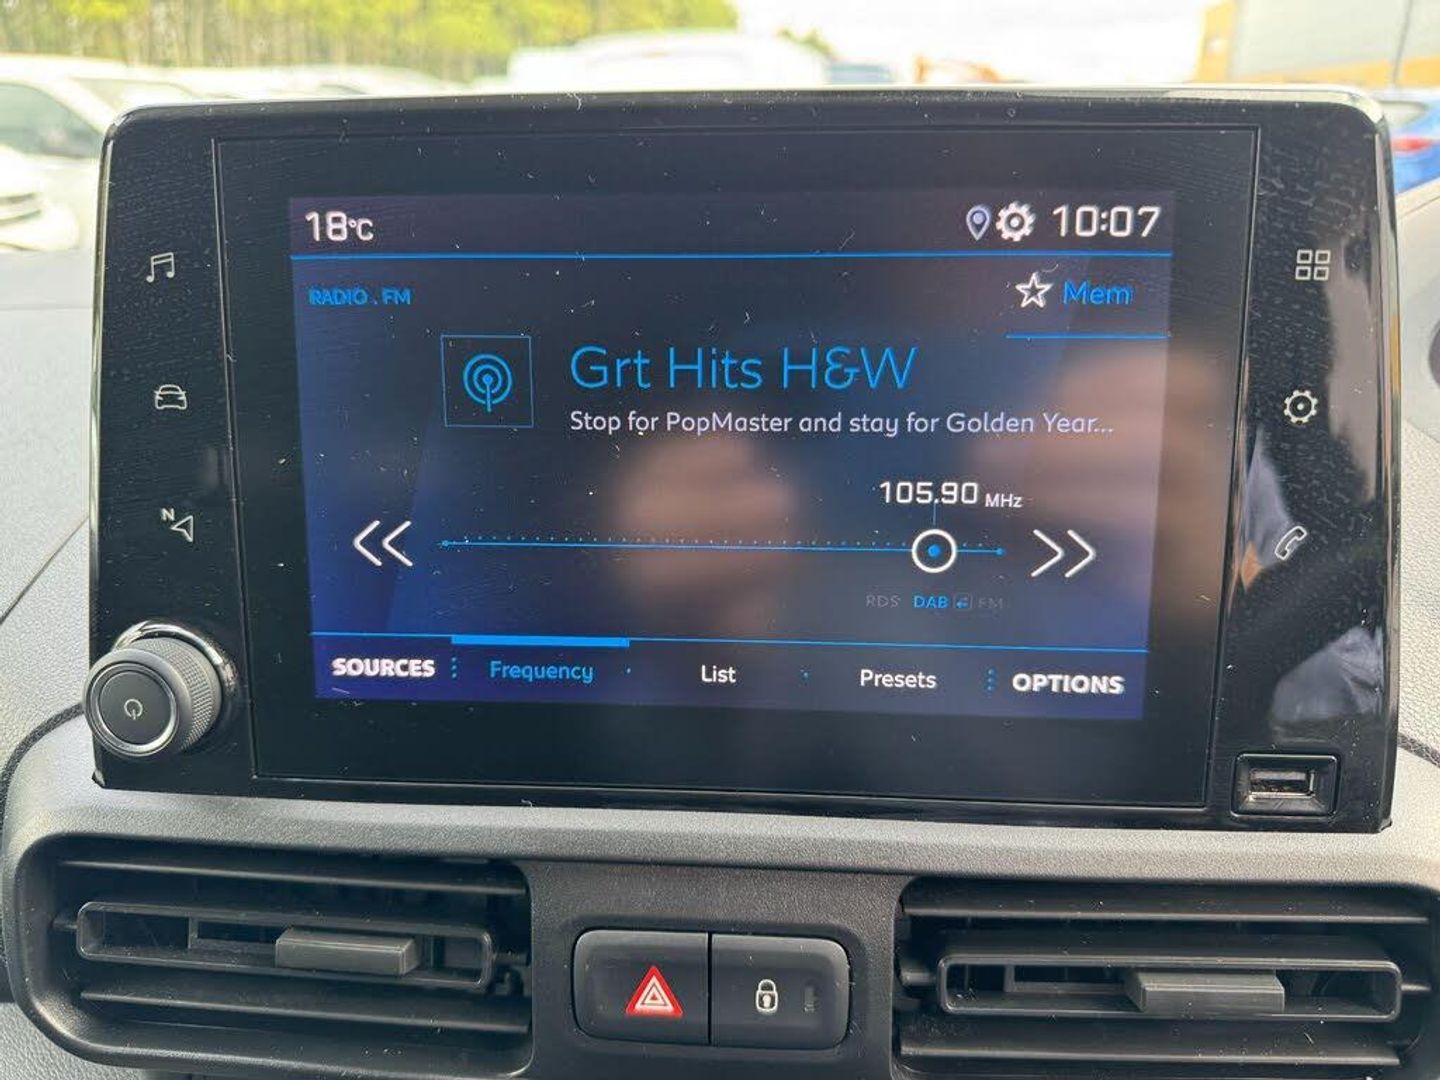 18°C 10:07
RADIO . FM
Mem
Grt Hits H&W
Stop for PopMaster and stay for Golden Year...
105.90 MHz
N
RDS DAB FM
SOURCES Frequency List Presets OPTIONS